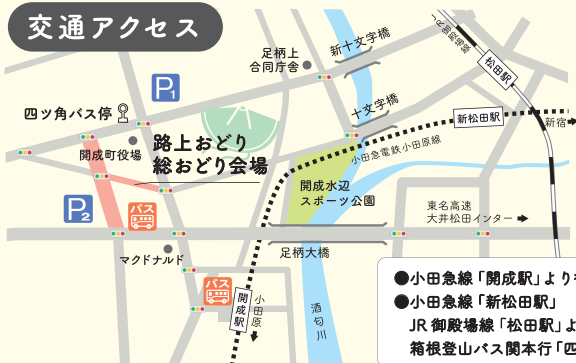 交通アクセス
新十文字橋
足柄上
合同庁舎
JR御殿場線
松田駅
P1
十文字橋
四ツ角バス停
新松田駅
新宿
開成町役場
路上おどり
総おどり会場
小田急電鉄小田原線
開成水辺
スポーツ公園
P2
バス
東名高速
大井松田インター
足柄大橋
マクドナルド
バス
開成駅
小田原
酒匂川
●小田急線「開成駅」より
●小田急線「新松田駅」
JR御殿場線「松田駅」よ
箱根登山バス関本行「四